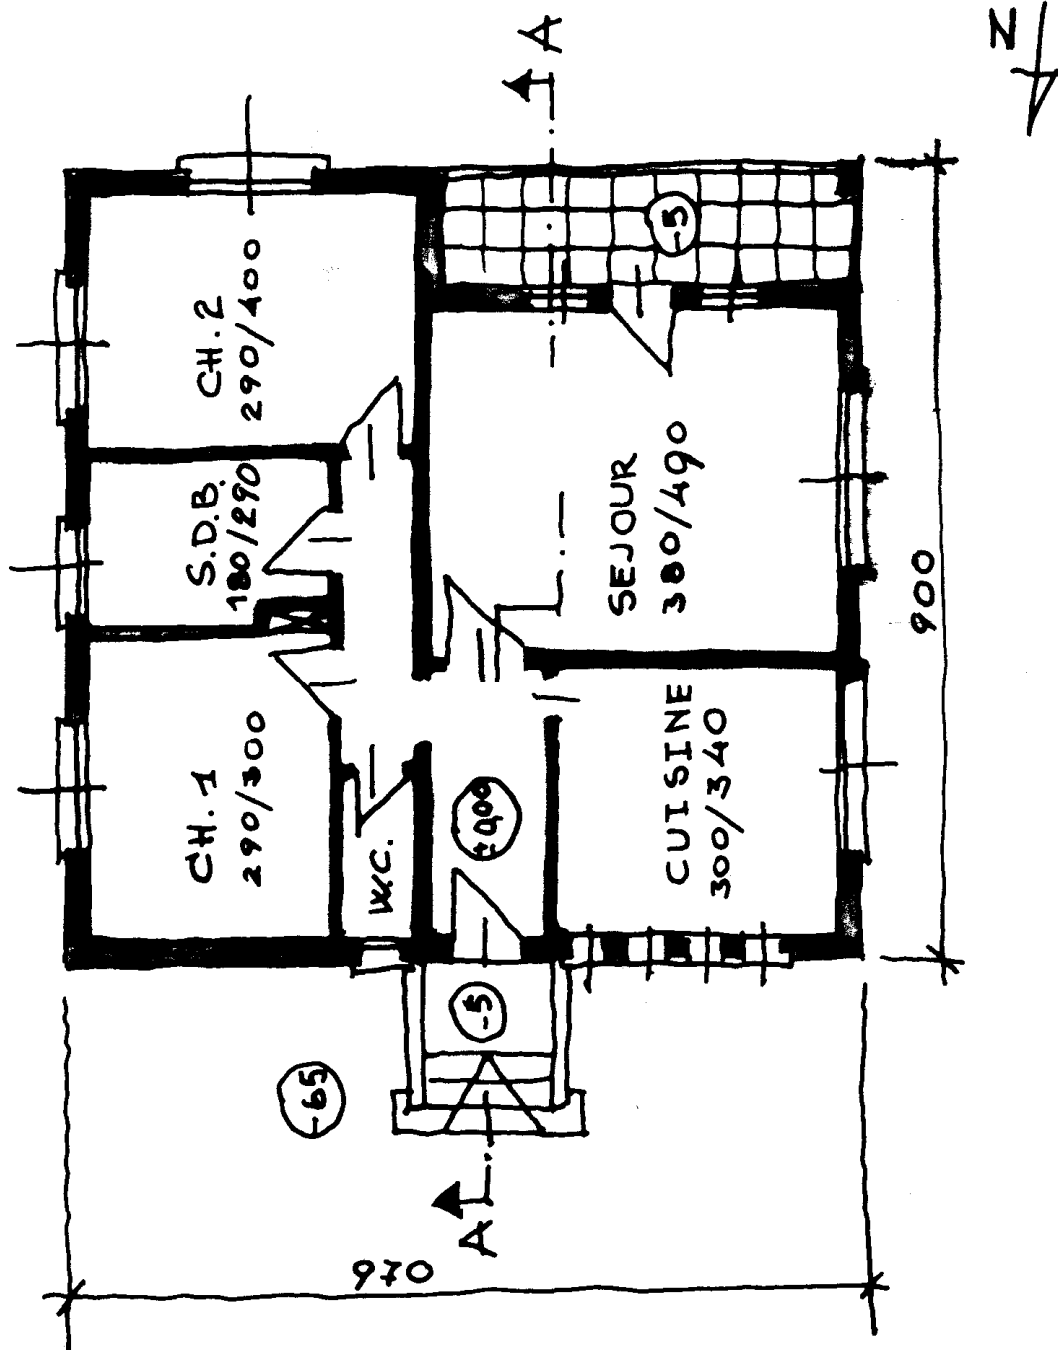 N
A
-5
CH. 2
290/400
S.D.B.
180/290
SEJOUR
380/490
900
CH. 1
290/300
W.C.
±0,00
CUISINE
300/340
-5
-65
A
970